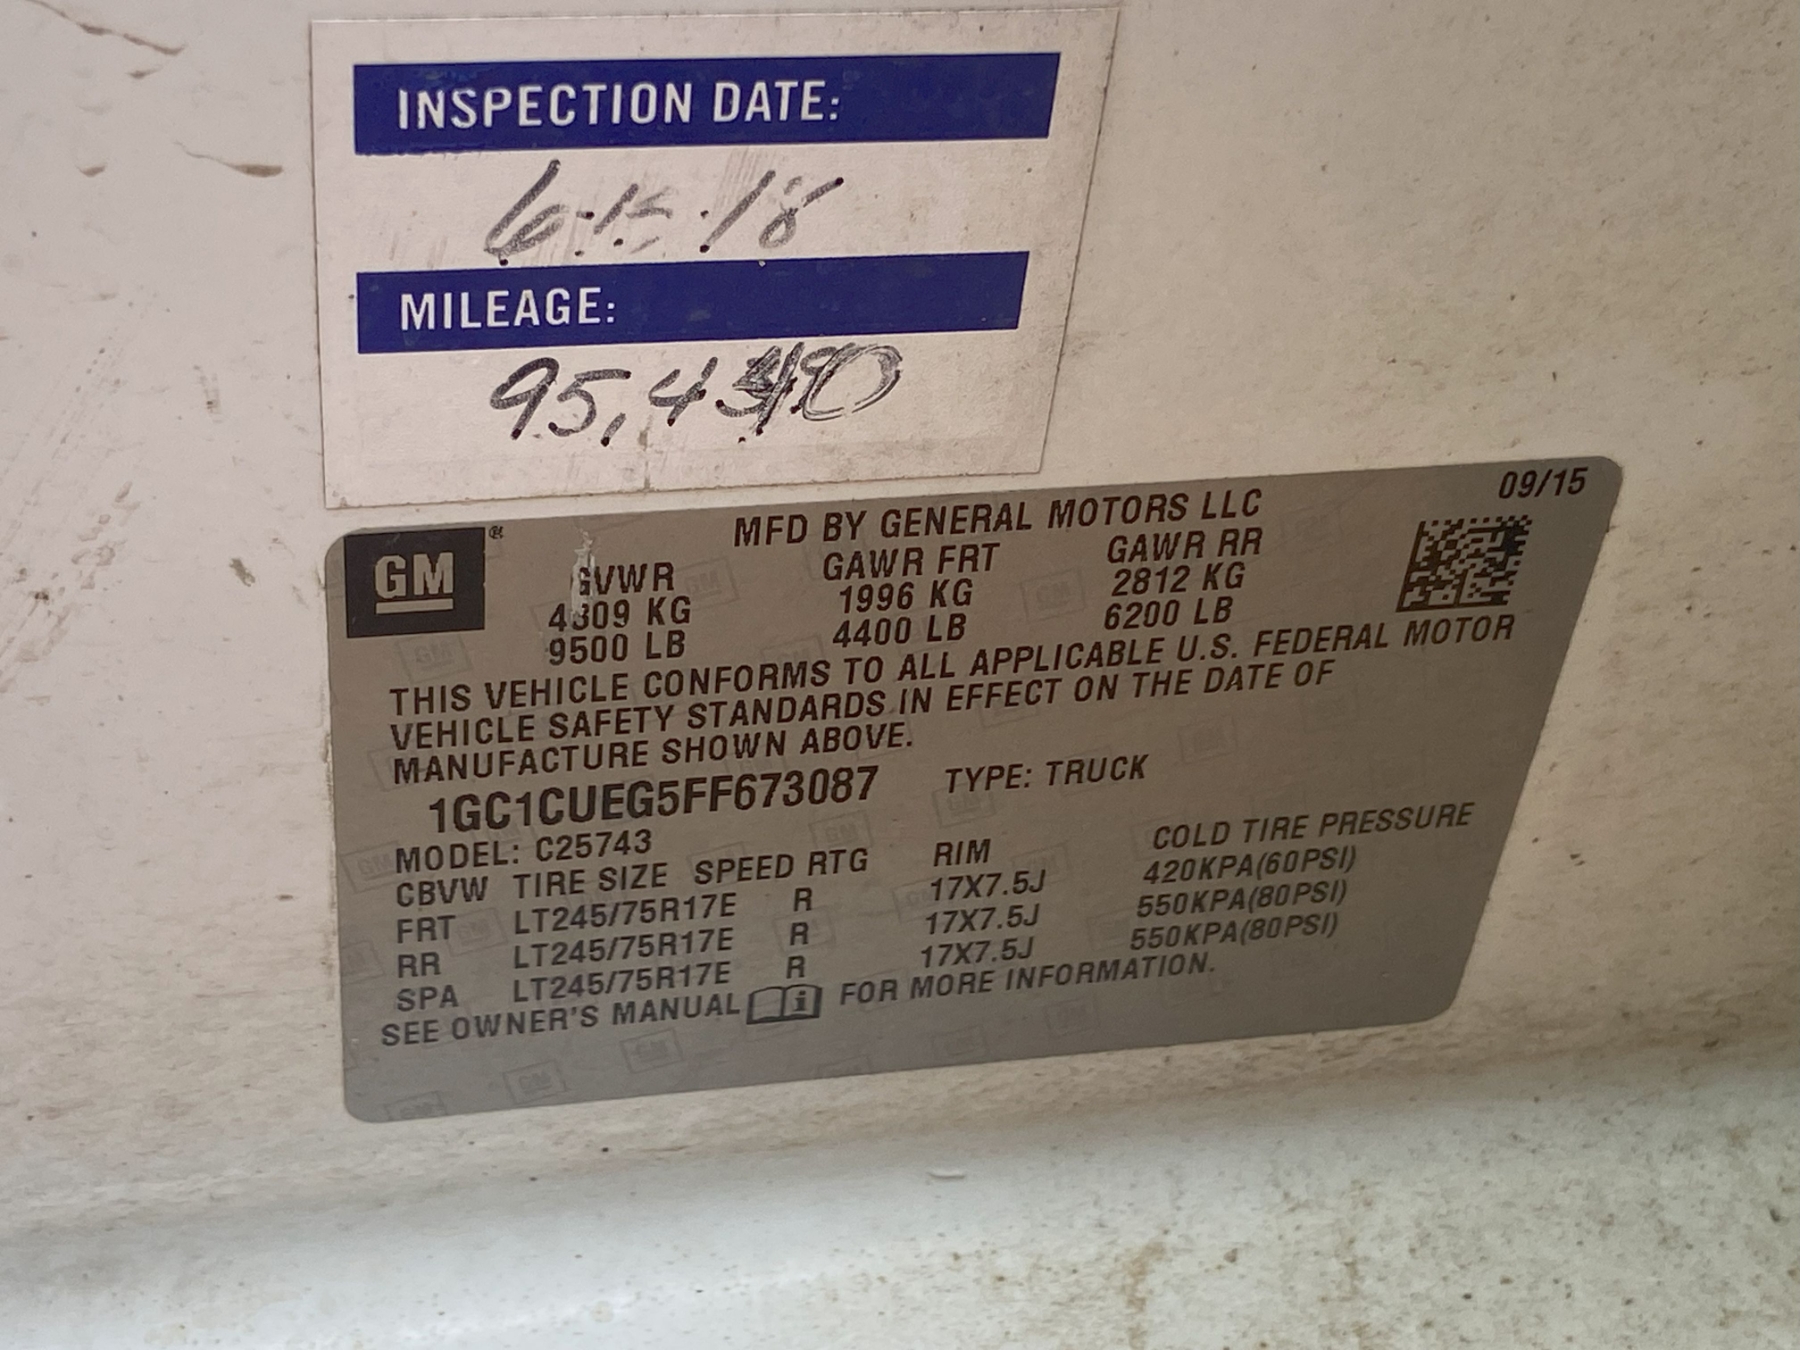 INSPECTION DATE:
6-15-18
MILEAGE:
09/15
GM®
MFD BY GENERAL MOTORS LLC
GVWR GAWR FRT GAWR RR
4309 KG 1996 KG 2812 KG
9500 LB 4400 LB 6200 LB
THIS VEHICLE CONFORMS TO ALL APPLICABLE U.S. FEDERAL MOTOR
VEHICLE SAFETY STANDARDS IN EFFECT ON THE DATE OF
MANUFACTURE SHOWN ABOVE.
1GC1CUEG5FF673087 TYPE: TRUCK
MODEL: C25743
CBVW TIRE SIZE SPEED RTG RIM COLD TIRE PRESSURE
FRT LT245/75R17E R 17X7.5J 420KPA(60PSI)
RR LT245/75R17E R 17X7.5J 550KPA(80PSI)
SPA LT245/75R17E R 17X7.5J 550KPA(80PSI)
SEE OWNER'S MANUAL FOR MORE INFORMATION.